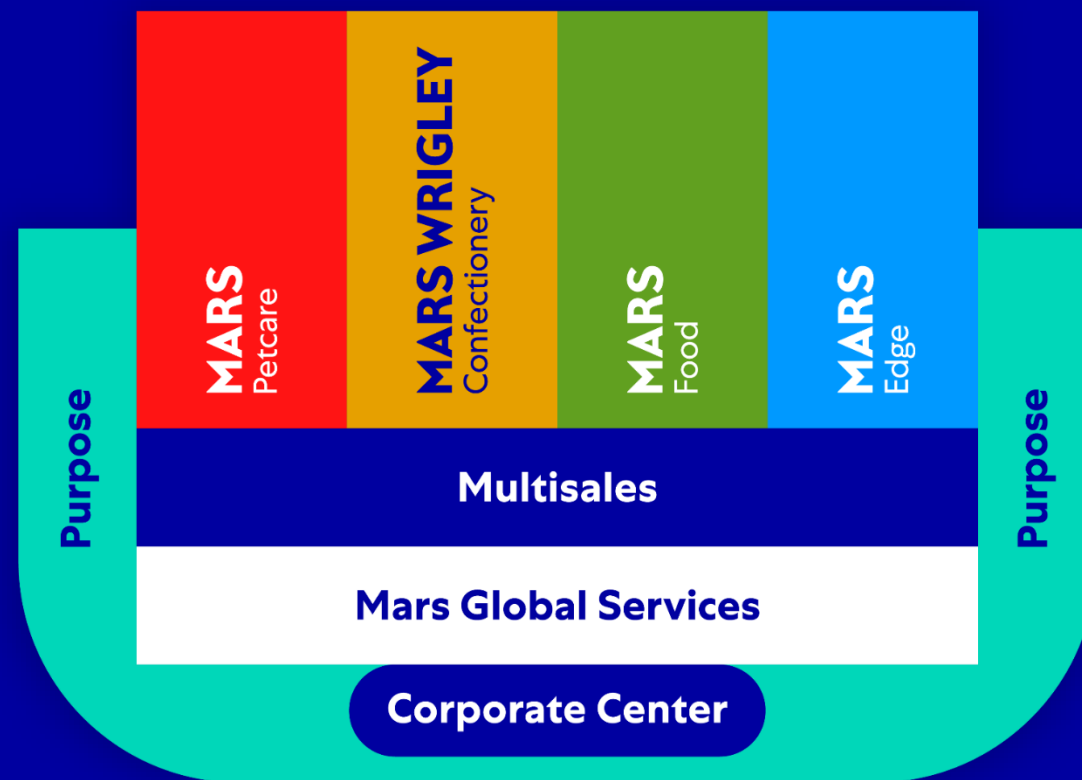 MARS
Petcare
MARS WRIGLEY
Confectionery
MARS
Food
MARS
Edge
Purpose
Purpose
Multisales
Mars Global Services
Corporate Center